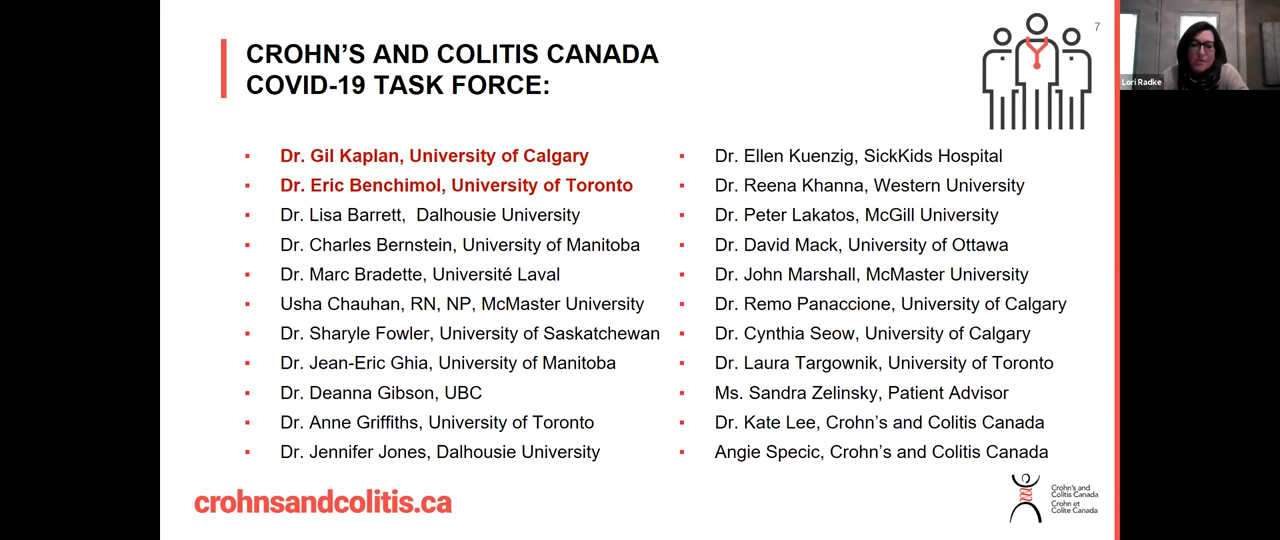 CROHN'S AND COLITIS CANADA
COVID-19 TASK FORCE:
7
Lori Radke
Dr. Gil Kaplan, University of Calgary
Dr. Eric Benchimol, University of Toronto
Dr. Lisa Barrett, Dalhousie University
Dr. Charles Bernstein, University of Manitoba
Dr. Marc Bradette, Université Laval
Usha Chauhan, RN, NP, McMaster University
Dr. Sharyle Fowler, University of Saskatchewan
Dr. Jean-Eric Ghia, University of Manitoba
Dr. Deanna Gibson, UBC
Dr. Anne Griffiths, University of Toronto
Dr. Jennifer Jones, Dalhousie University
Dr. Ellen Kuenzig, SickKids Hospital
Dr. Reena Khanna, Western University
Dr. Peter Lakatos, McGill University
Dr. David Mack, University of Ottawa
Dr. John Marshall, McMaster University
Dr. Remo Panaccione, University of Calgary
Dr. Cynthia Seow, University of Calgary
Dr. Laura Targownik, University of Toronto
Ms. Sandra Zelinsky, Patient Advisor
Dr. Kate Lee, Crohn's and Colitis Canada
Angie Specic, Crohn's and Colitis Canada
crohnsandcolitis.ca
Crohn's and
Colitis Canada
Crohn et
Colite Canada